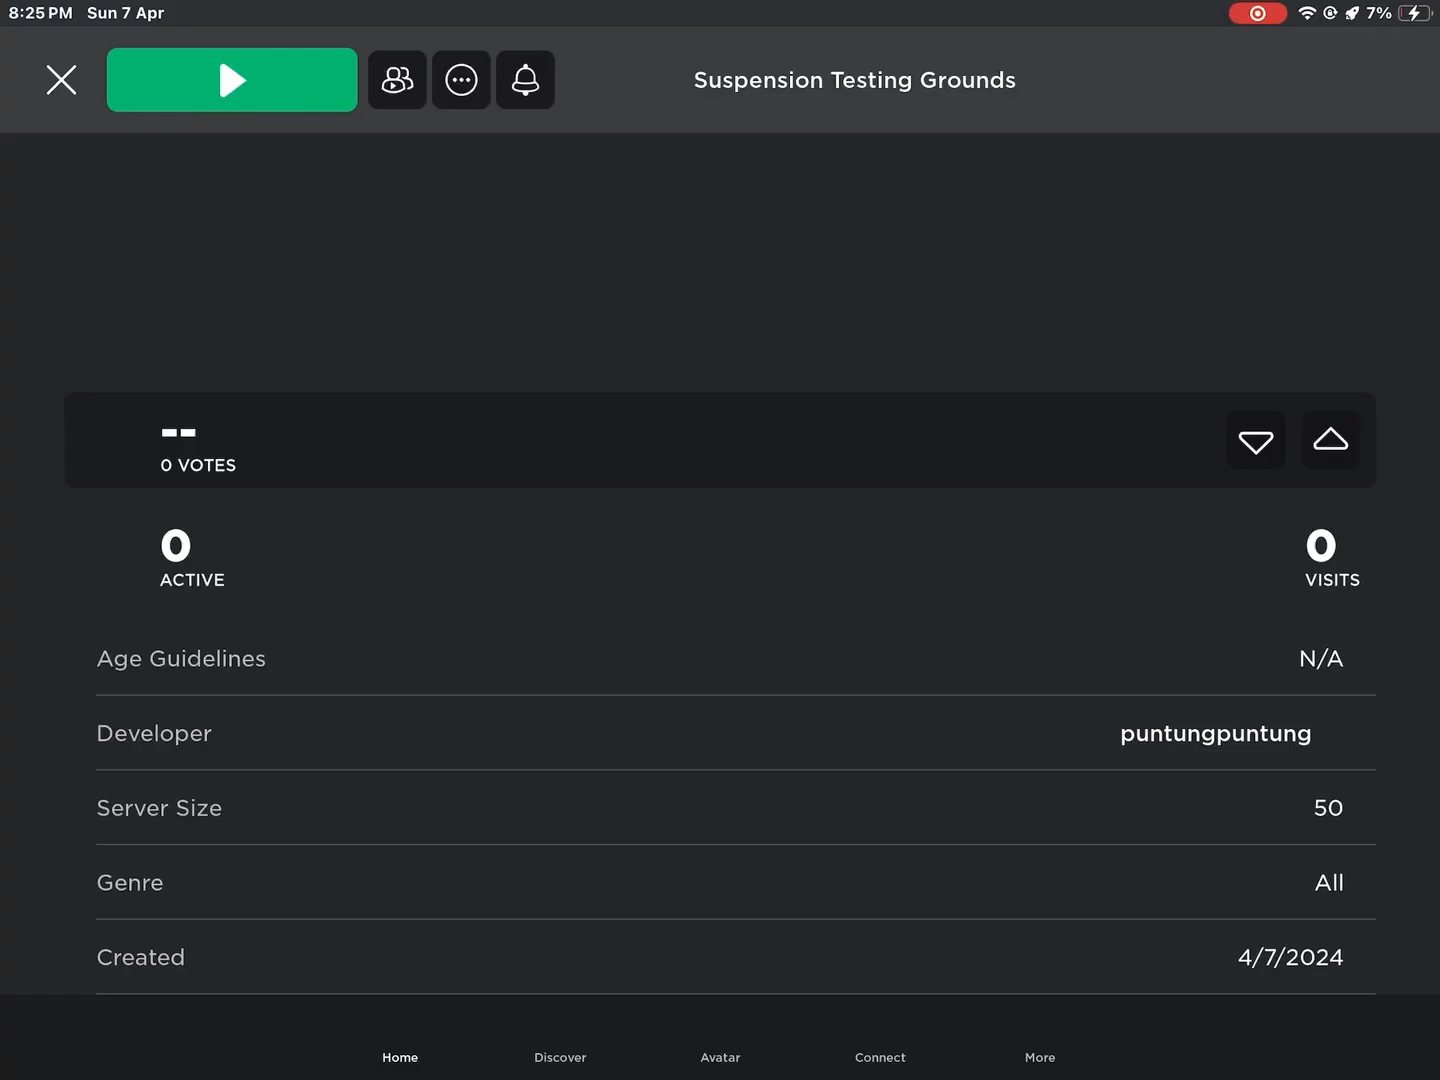 8:25 PM Sun 7 Apr 7%
Suspension Testing Grounds
--
0 VOTES
0 0
ACTIVE VISITS
Age Guidelines N/A
Developer puntungpuntung
Server Size 50
Genre All
Created 4/7/2024
Home Discover Avatar Connect More